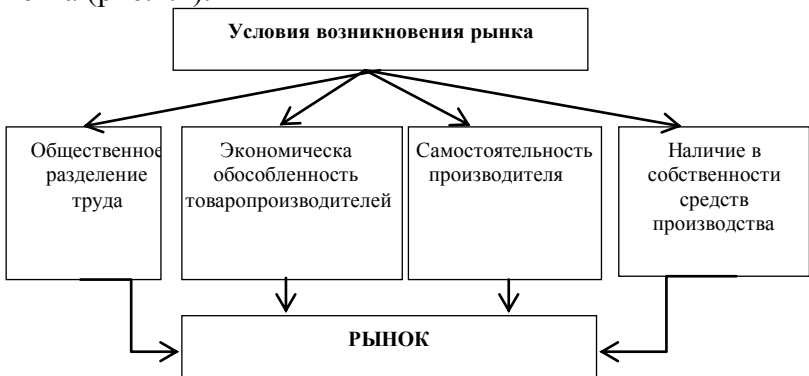 Условия возникновения рынка
Общественное
разделение
труда
Экономическа
обособленность
товаропроизводителей
Самостоятельность
производителя
Наличие в
собственности
средств
производства
РЫНОК